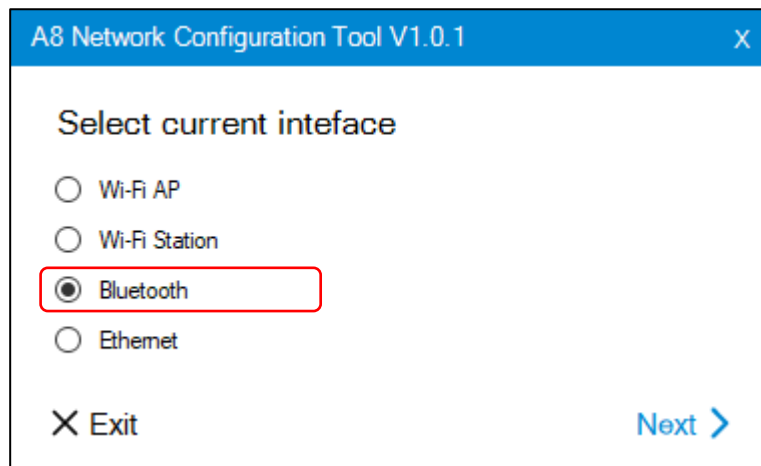 A8 Network Configuration Tool V1.0.1 X
Select current inteface
Wi-Fi AP
Wi-Fi Station
Bluetooth
Ethernet
Exit Next